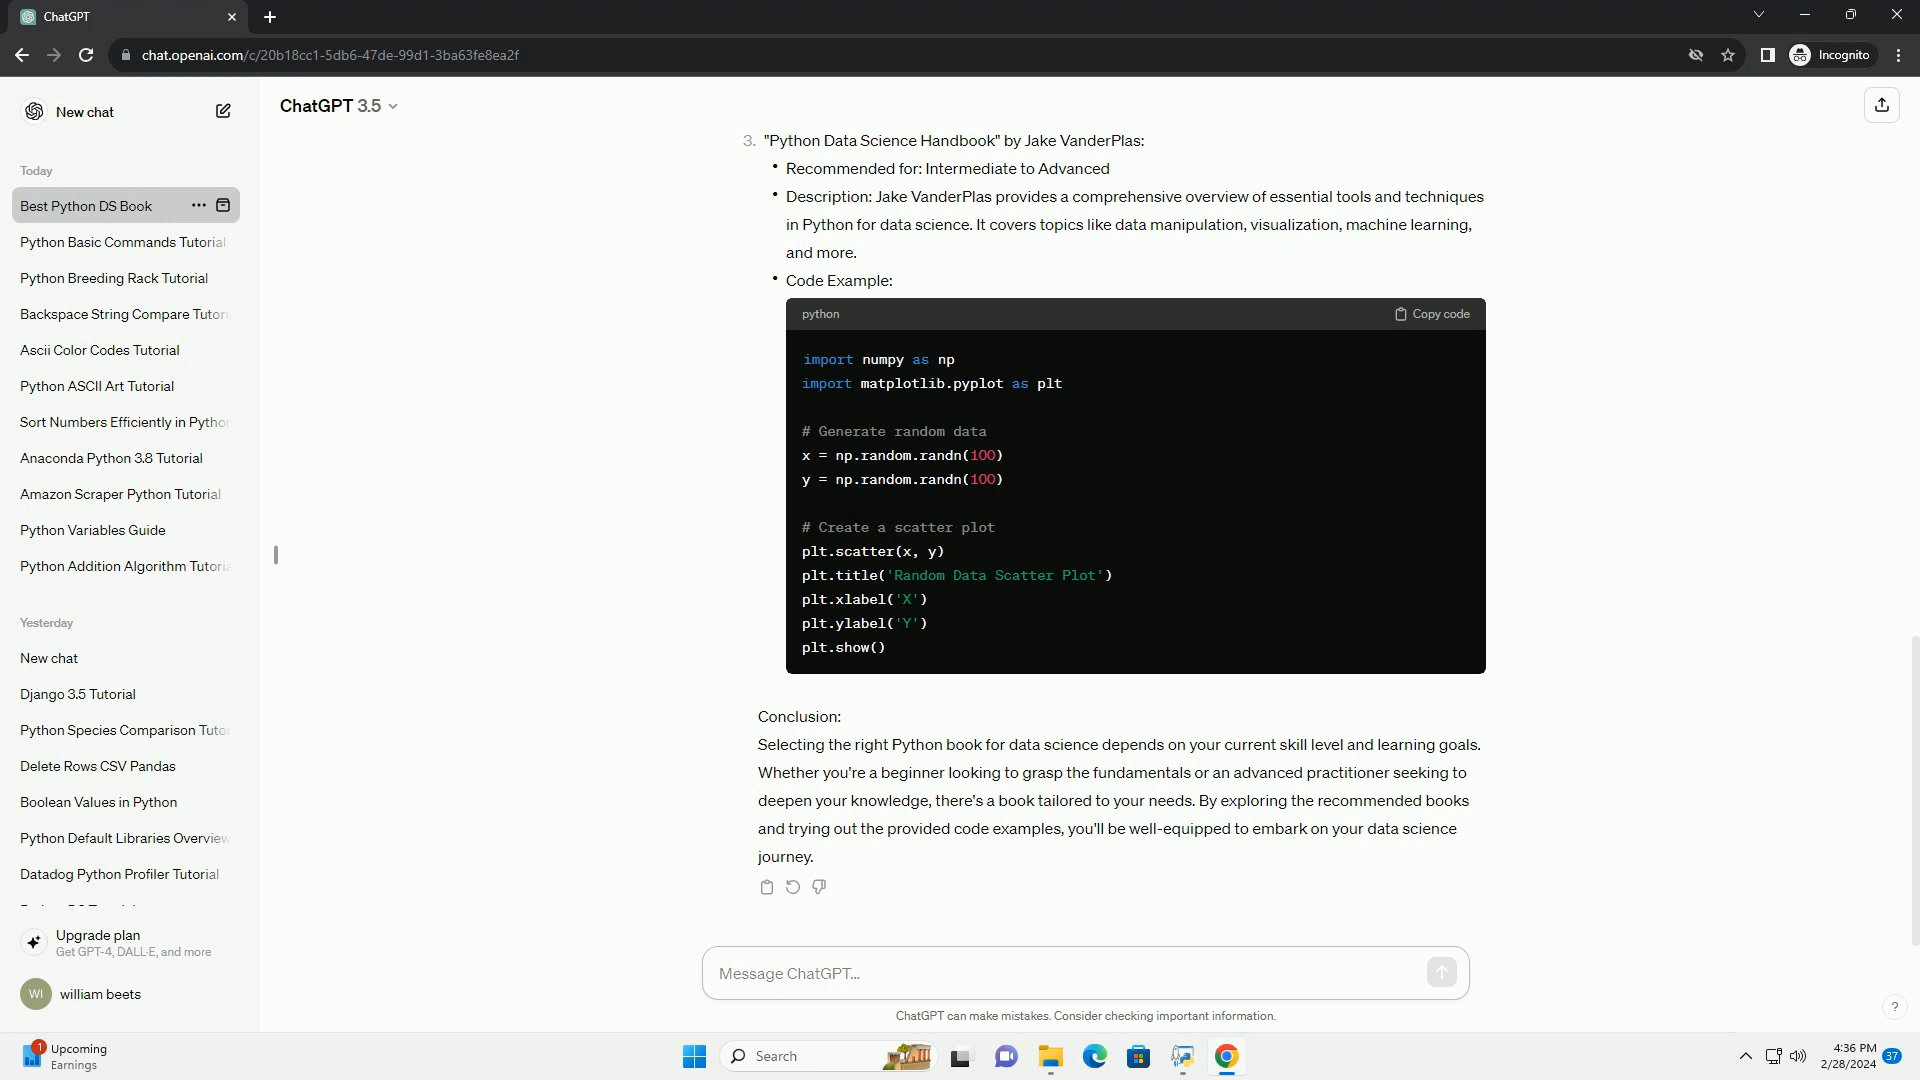 ChatGPT
chat.openai.com/c/20b18cc1-5db6-47de-99d1-3ba63fe8ea2f
Incognito
New chat
Today
Best Python DS Book
Python Basic Commands Tutorial
Python Breeding Rack Tutorial
Backspace String Compare Tutori
Ascii Color Codes Tutorial
Python ASCII Art Tutorial
Sort Numbers Efficiently in Python
Anaconda Python 3.8 Tutorial
Amazon Scraper Python Tutorial
Python Variables Guide
Python Addition Algorithm Tutoria
Yesterday
New chat
Django 3.5 Tutorial
Python Species Comparison Tutor
Delete Rows CSV Pandas
Boolean Values in Python
Python Default Libraries Overview
Datadog Python Profiler Tutorial
Upgrade plan
Get GPT-4, DALL·E, and more
WI william beets
ChatGPT 3.5
3. "Python Data Science Handbook" by Jake VanderPlas:
• Recommended for: Intermediate to Advanced
• Description: Jake VanderPlas provides a comprehensive overview of essential tools and techniques
in Python for data science. It covers topics like data manipulation, visualization, machine learning,
and more.
• Code Example:
python Copy code
import numpy as np
import matplotlib.pyplot as plt
# Generate random data
x = np.random.randn(100)
y = np.random.randn(100)
# Create a scatter plot
plt.scatter(x, y)
plt.title('Random Data Scatter Plot')
plt.xlabel('X')
plt.ylabel('Y')
plt.show()
Conclusion:
Selecting the right Python book for data science depends on your current skill level and learning goals.
Whether you're a beginner looking to grasp the fundamentals or an advanced practitioner seeking to
deepen your knowledge, there's a book tailored to your needs. By exploring the recommended books
and trying out the provided code examples, you'll be well-equipped to embark on your data science
journey.
Message ChatGPT...
ChatGPT can make mistakes. Consider checking important information.
?
1
Upcoming
Earnings
Search
4:36 PM
2/28/2024
37